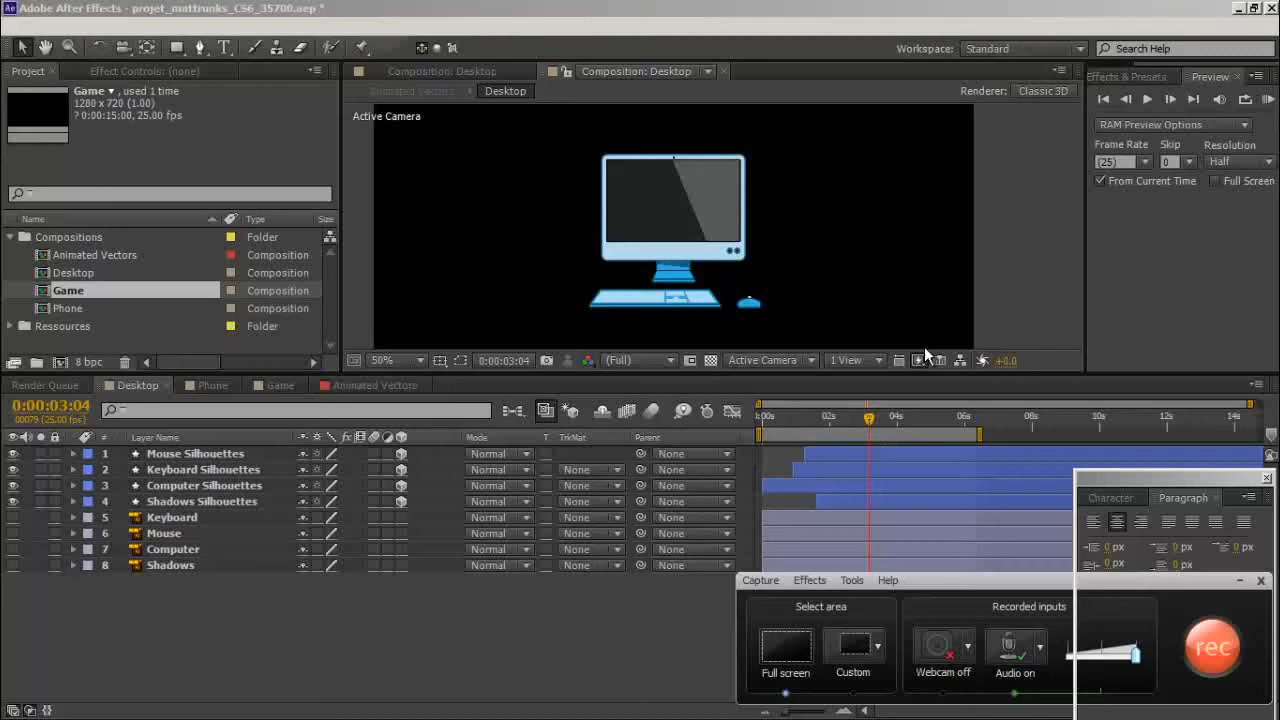 Ae Adobe After Effects - projet_mattrunks_CS6_35700.aep *
Workspace: Standard Search Help
Project Effect Controls: (none)
Composition: Desktop Composition: Desktop
Effects & Presets Preview
Game , used 1 time
1280 x 720 (1.00)
? 0:00:15:00, 25.00 fps
Animated Vectors Desktop
Renderer: Classic 3D
Active Camera
RAM Preview Options
Frame Rate Skip Resolution
(25) 0 Half
From Current Time Full Screen
Name Type Size
Compositions Folder
Animated Vectors Composition
Desktop Composition
Game Composition
Phone Composition
Ressources Folder
8 bpc
50% 0:00:03:04 (Full) Active Camera 1 View +0.0
Render Queue Desktop Phone Game Animated Vectors
0:00:03:04
00079 (25.00 fps)
:00s 02s 04s 06s 08s 10s 12s 14s
# Layer Name fx Mode T TrkMat Parent
1 Mouse Silhouettes Normal None
2 Keyboard Silhouettes Normal None None
3 Computer Silhouettes Normal None None
4 Shadows Silhouettes Normal None None
5 Keyboard Normal None None
6 Mouse Normal None None
7 Computer Normal None None
8 Shadows Normal None None
Character Paragraph
0 px 0 px 0 px
0 px 0 px
Capture Effects Tools Help
Select area Recorded inputs
Full screen Custom Webcam off Audio on
rec